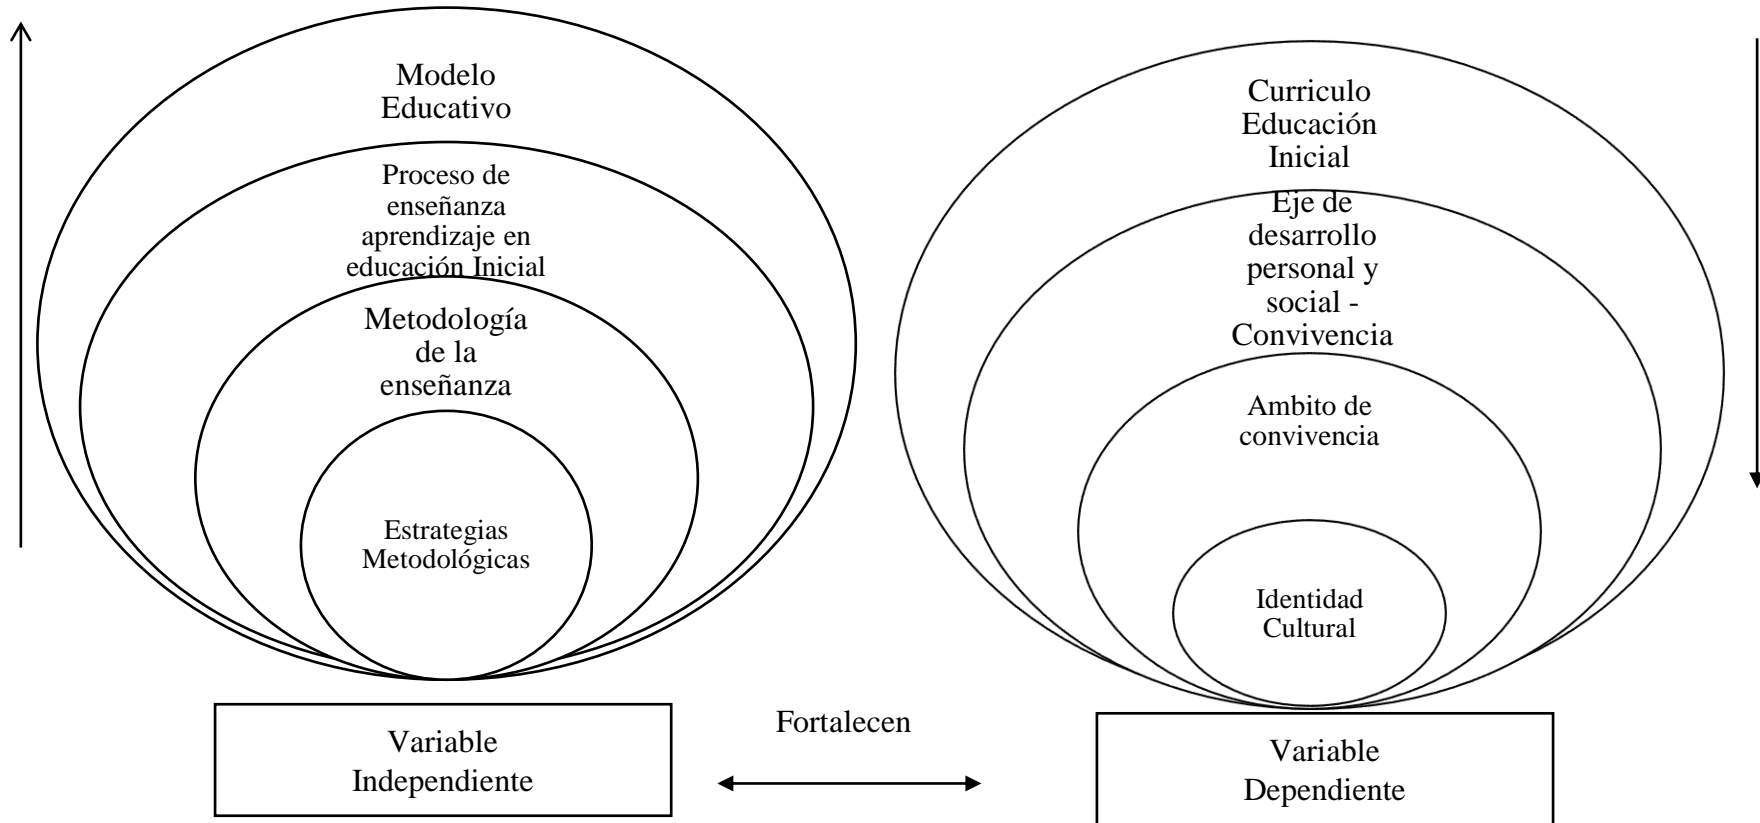 Modelo
Educativo
Proceso de
enseñanza
aprendizaje en
educación Inicial
Metodología
de la
enseñanza
Estrategias
Metodológicas
Variable
Independiente
Fortalecen
Curriculo
Educación
Inicial
Eje de
desarrollo
personal y
social -
Convivencia
Ambito de
convivencia
Identidad
Cultural
Variable
Dependiente